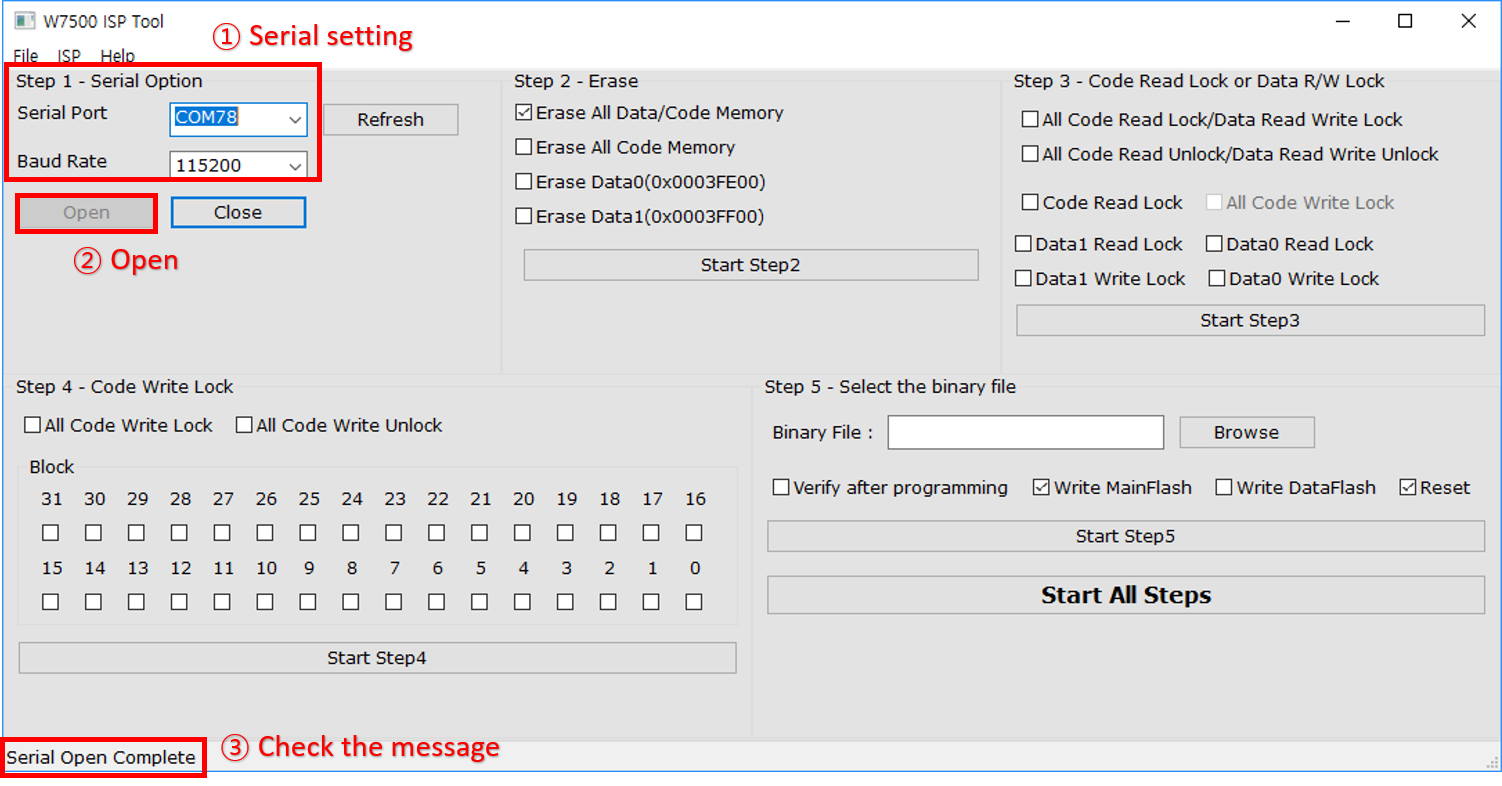 W7500 ISP Tool
① Serial setting
File ISP Help
Step 1 - Serial Option
Serial Port
COM78
Refresh
Baud Rate
115200
Open
Close
② Open
Step 2 - Erase
Erase All Data/Code Memory
Erase All Code Memory
Erase Data0(0x0003FE00)
Erase Data1(0x0003FF00)
Start Step2
Step 3 - Code Read Lock or Data R/W Lock
All Code Read Lock/Data Read Write Lock
All Code Read Unlock/Data Read Write Unlock
Code Read Lock All Code Write Lock
Data1 Read Lock Data0 Read Lock
Data1 Write Lock Data0 Write Lock
Start Step3
Step 4 - Code Write Lock
All Code Write Lock All Code Write Unlock
Block
31 30 29 28 27 26 25 24 23 22 21 20 19 18 17 16
15 14 13 12 11 10 9 8 7 6 5 4 3 2 1 0
Start Step4
Step 5 - Select the binary file
Binary File : Browse
Verify after programming Write MainFlash Write DataFlash Reset
Start Step5
Start All Steps
Serial Open Complete
③ Check the message